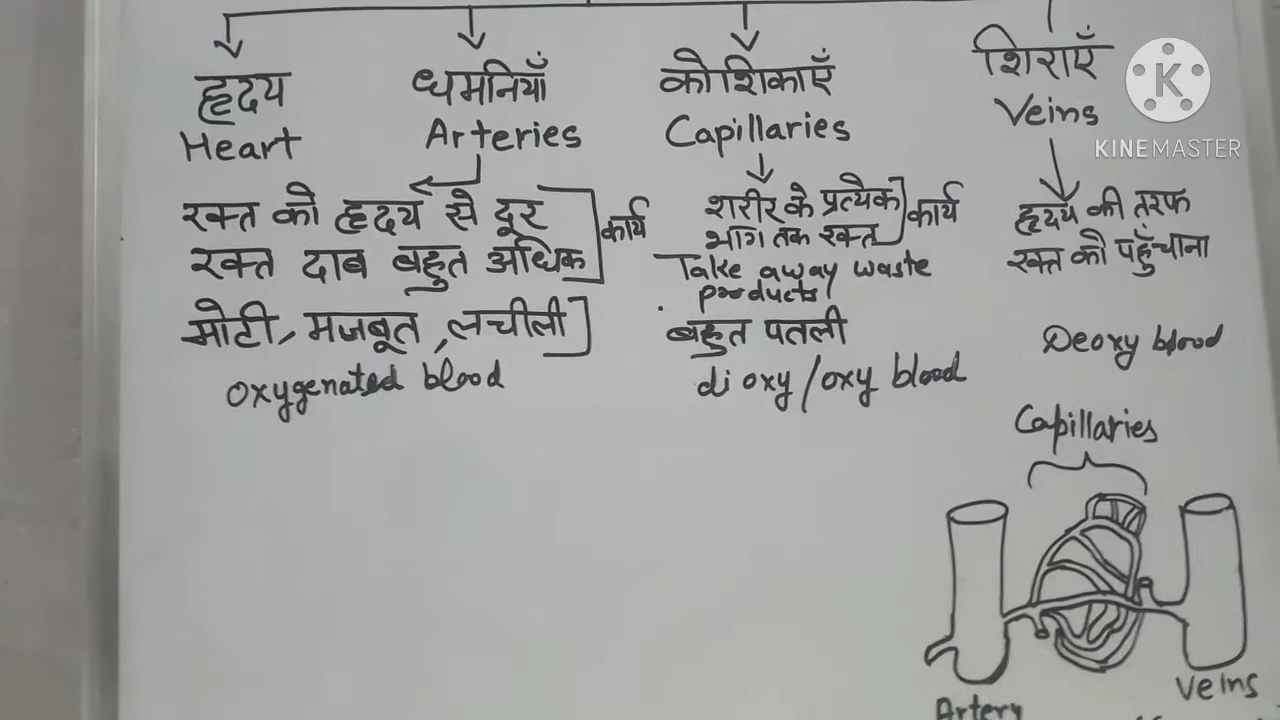 हृदय
Heart
धमनियाँ
Arteries
रक्त को हृदय से दूर
रक्त दाब बहुत अधिक
कार्य
मोटी, मजबूत, लचीली
oxygenated blood
कोशिकाएँ
Capillaries
शरीर के प्रत्येक
भाग तक रक्त
कार्य
Take away waste
products
बहुत पतली
di oxy/oxy blood
शिराएँ
Veins
हृदय की तरफ
रक्त को पहुँचाना
Deoxy blood
Capillaries
Artery
Veins
K
KINEMASTER